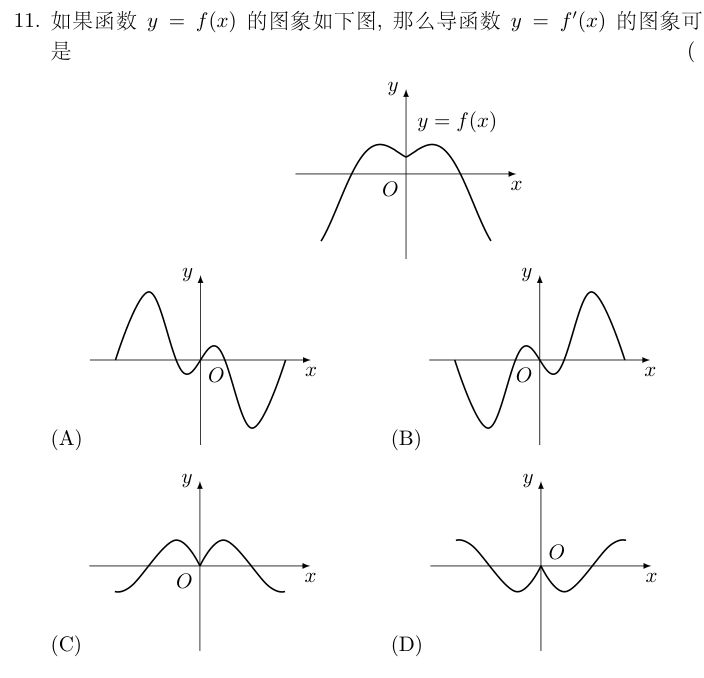 11. 如果函数 y = f(x) 的图象如下图, 那么导函数 y = f′(x) 的图象可
是 (
y
y = f(x)
O
x
y
y
O
x
O
x
(A)
(B)
y
y
O
x
O
x
(C)
(D)